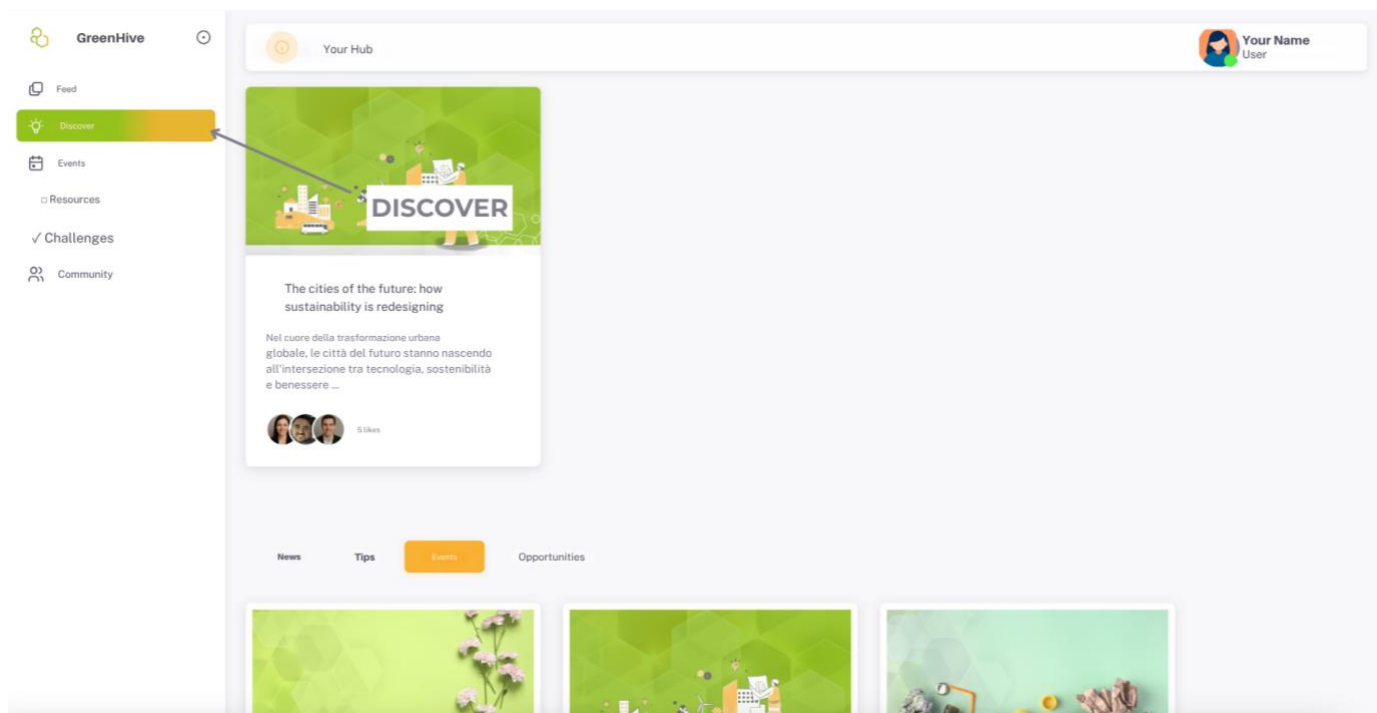 GreenHive
Your Hub
Your Name
User
Feed
Discover
Events
Resources
✓ Challenges
Community
DISCOVER
The cities of the future: how
sustainability is redesigning
Nel cuore della trasformazione urbana
globale, le città del futuro stanno nascendo
all'intersezione tra tecnologia, sostenibilità
e benessere ...
5 likes
News
Tips
Events
Opportunities